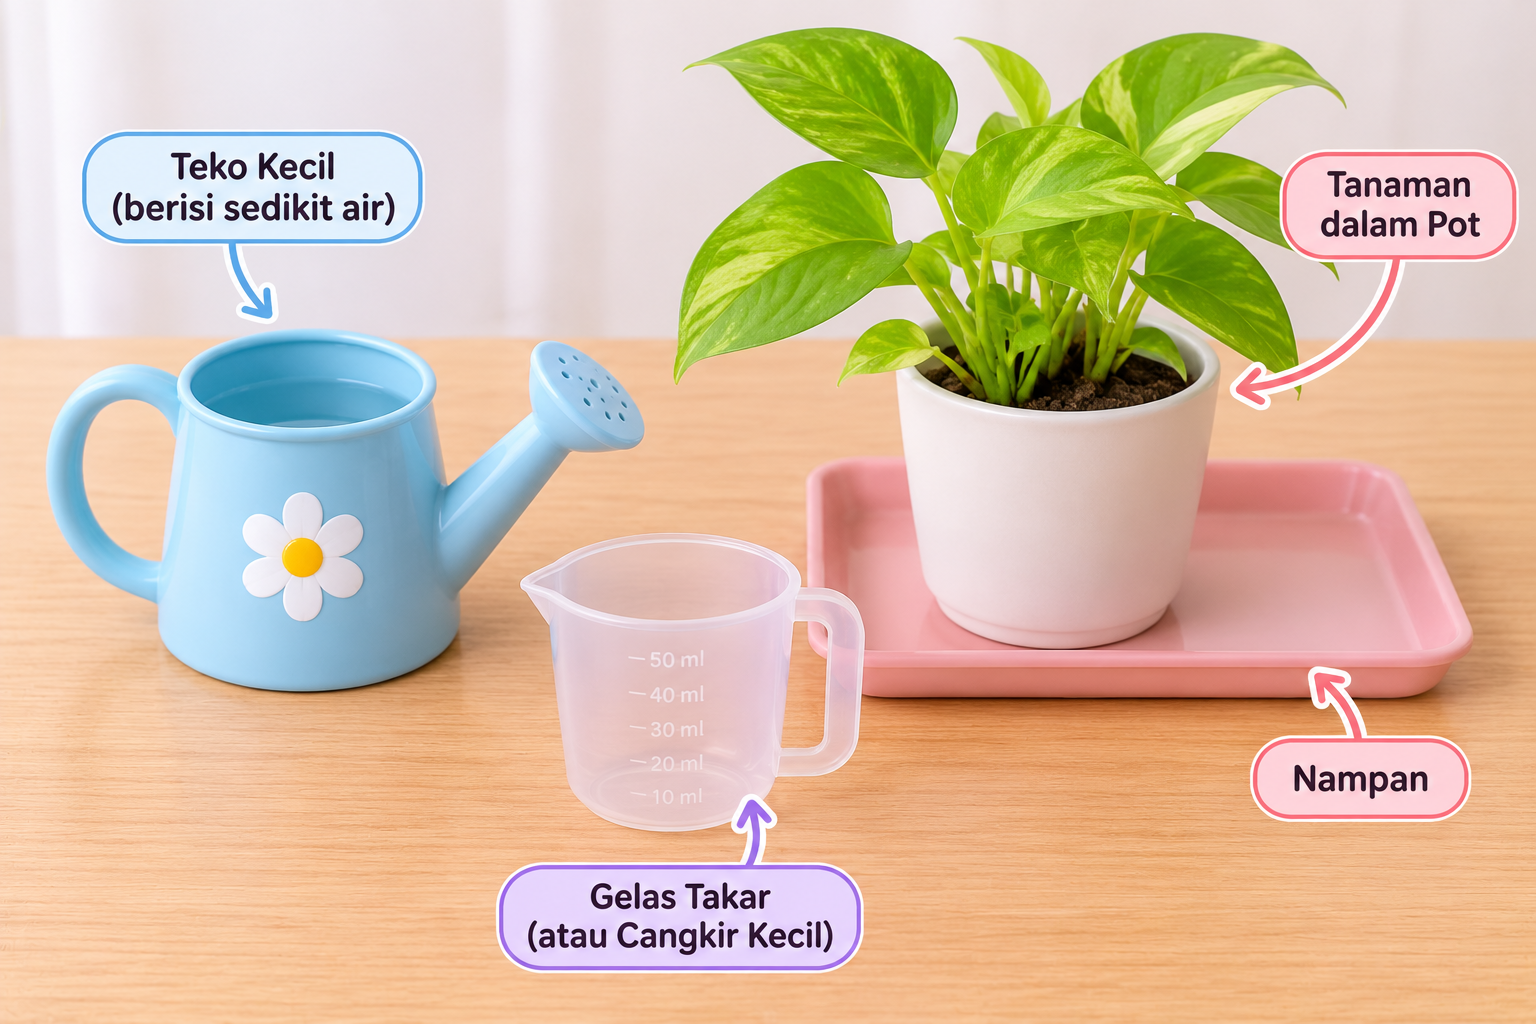 Teko Kecil
(berisi sedikit air)
Tanaman
dalam Pot
50 ml
40 ml
30 ml
20 ml
10 ml
Nampan
Gelas Takar
(atau Cangkir Kecil)